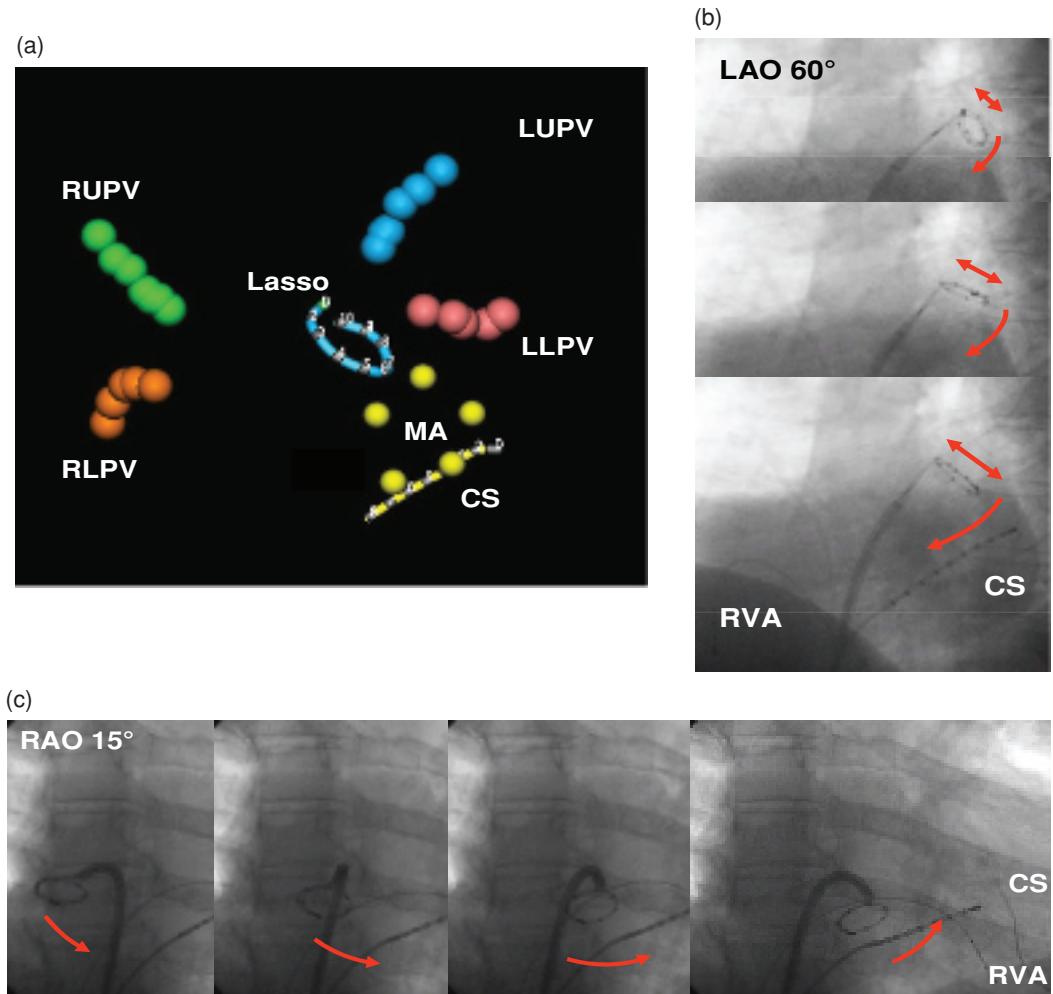 (a)
LUPV
RUPV
Lasso
LLPV
MA
RLPV
CS
(b)
LAO 60°
CS
RVA
(c)
RAO 15°
CS
RVA